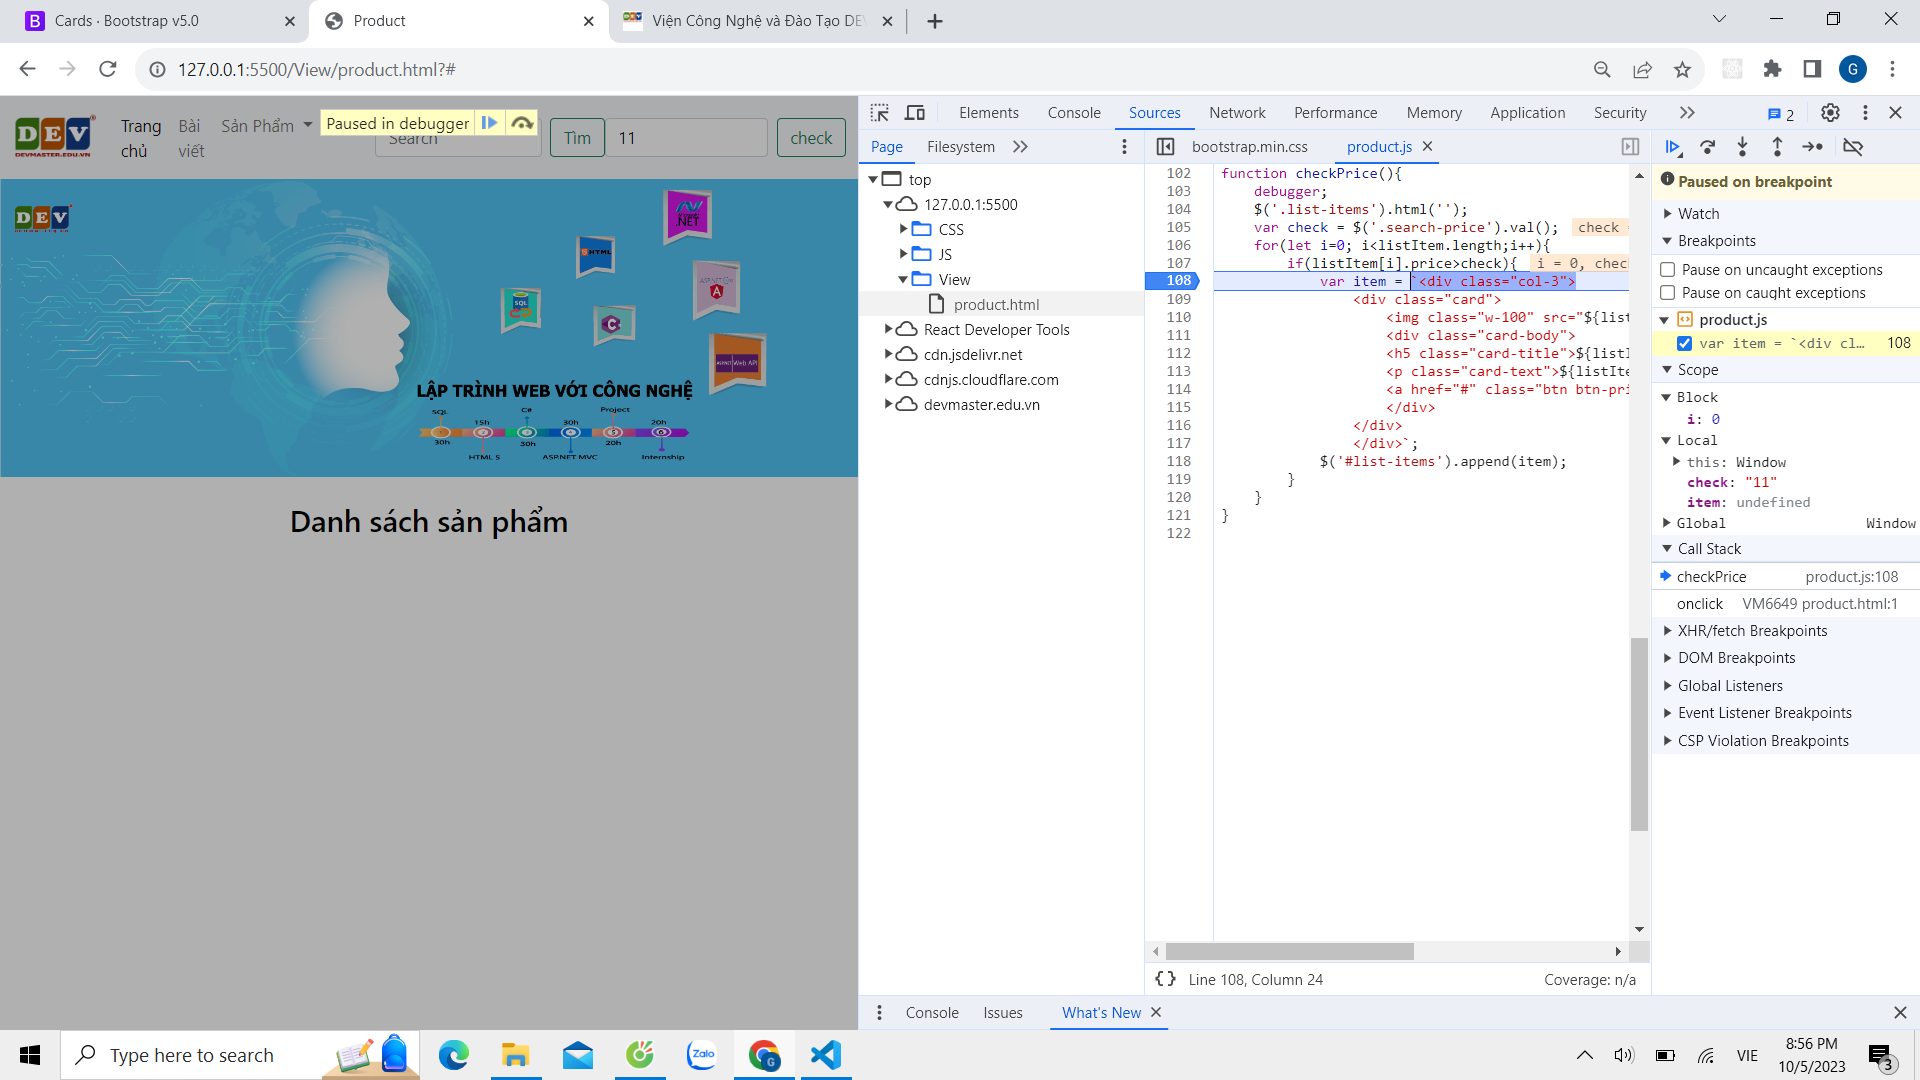 Cards · Bootstrap v5.0
Product
Viện Công Nghệ và Đào Tạo DE
127.0.0.1:5500/View/product.html?#
G
DEV
DEVMASTER.EDU.VN
Trang chủ
Bài viết
Sản Phẩm
Paused in debugger
Search
Tìm
11
check
DEV
.NET
HTML
SQL
ASP.NET
Web API
LẬP TRÌNH WEB VỚI CÔNG NGHỆ
SQL
C#
Project
15h
30h
20h
30h
30h
20h
HTML 5
ASP.NET MVC
Internship
Danh sách sản phẩm
Elements
Console
Sources
Network
Performance
Memory
Application
Security
2
Page
Filesystem
top
127.0.0.1:5500
CSS
JS
View
product.html
React Developer Tools
cdn.jsdelivr.net
cdnjs.cloudflare.com
devmaster.edu.vn
bootstrap.min.css
product.js
102 function checkPrice(){
103 debugger;
104 $('.list-items').html('');
105 var check = $('.search-price').val(); check =
106 for(let i=0; i<listItem.length;i++){
107 if(listItem[i].price>check){ i = 0, chec
108 var item = `<div class="col-3">
109 <div class="card">
110 <img class="w-100" src="${list
111 <div class="card-body">
112 <h5 class="card-title">${listI
113 <p class="card-text">${listIte
114 <a href="#" class="btn btn-pri
115 </div>
116 </div>
117 </div>`;
118 $('#list-items').append(item);
119 }
120 }
121 }
122
{ } Line 108, Column 24
Coverage: n/a
Paused on breakpoint
Watch
Breakpoints
Pause on uncaught exceptions
Pause on caught exceptions
product.js
var item = `<div cl… 108
Scope
Block
i: 0
Local
this: Window
check: "11"
item: undefined
Global Window
Call Stack
checkPrice product.js:108
onclick VM6649 product.html:1
XHR/fetch Breakpoints
DOM Breakpoints
Global Listeners
Event Listener Breakpoints
CSP Violation Breakpoints
Console
Issues
What's New
Type here to search
Zalo
G
VIE
8:56 PM
10/5/2023
3